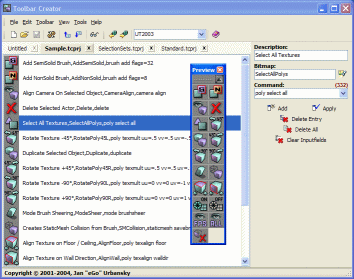 Toolbar Creator
File Edit Toolbar View Tools Help
UT2003
Untitled Sample.tcprj SelectionSets.tcprj Standard.tcprj
Add SemiSolid Brush,AddSemiSolid,brush add flags=32
Add NonSolid Brush,AddNonSolid,brush add flags=8
Align Camera On Selected Object,CameraAlign,camera align
Delete Selected Actor,Delete,delete
Select All Textures,SelectAllPolys,poly select all
Rotate Texture -45°,RotatePoly45L,poly texmult uu=.5 vv=.5 uv=-.
Rotate Texture +45°,RotatePoly45R,poly texmult uu=.5 vv=.5 uv=
Duplicate Selected Object,Duplicate,duplicate
Rotate Texture -90°,RotatePoly90L,poly texmult uu=0 vv=0 uv=-1
Rotate Texture +90°,RotatePoly90R,poly texmult uu=0 vv=0 uv=1
Mode Brush Sheering,ModeShear,mode brushsheer
Creates StaticMesh Collision from Brush,SMCollision,staticmesh
Align Texture on Floor / Ceiling,AlignFloor,poly texalign floor
Align Texture on Wall Direction,AlignWall,poly texalign walldir
Preview
ON OFF
Description:
Select All Textures
Bitmap:
SelectAllPolys
Command: (332)
poly select all
Add Apply
Delete Entry
Delete All
Clear Inputfields
Copyright © 2001-2004, Jan "eGo" Urbansky